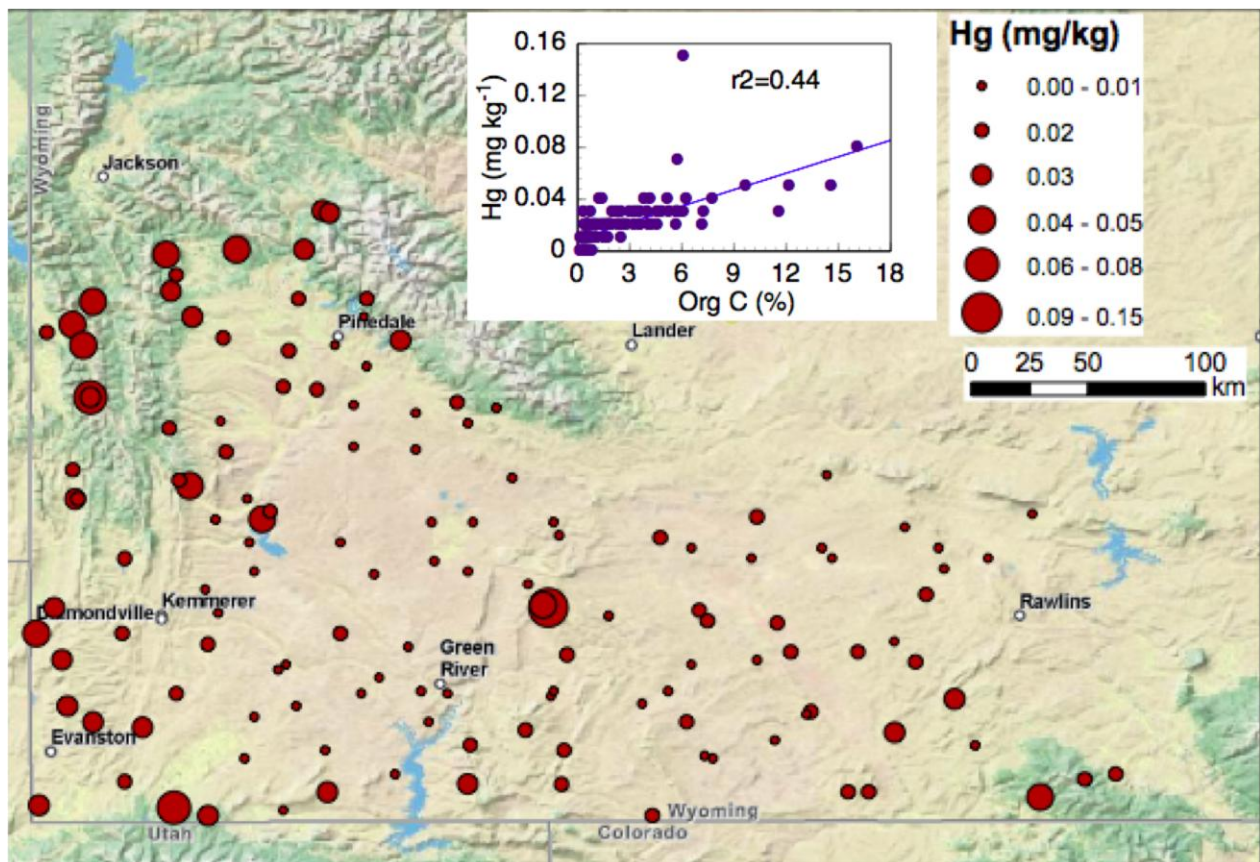 Hg (mg/kg)
0.00 - 0.01
0.02
0.03
0.04 - 0.05
0.06 - 0.08
0.09 - 0.15
0 25 50 100
km
0.16
0.12
0.08
0.04
0
Hg (mg kg-1)
r2=0.44
0 3 6 9 12 15 18
Org C (%)
Wyoming
Jackson
Pinedale
Lander
Diamondville
Kemmerer
Rawlins
Green
River
Evanston
Wyoming
Utah
Colorado